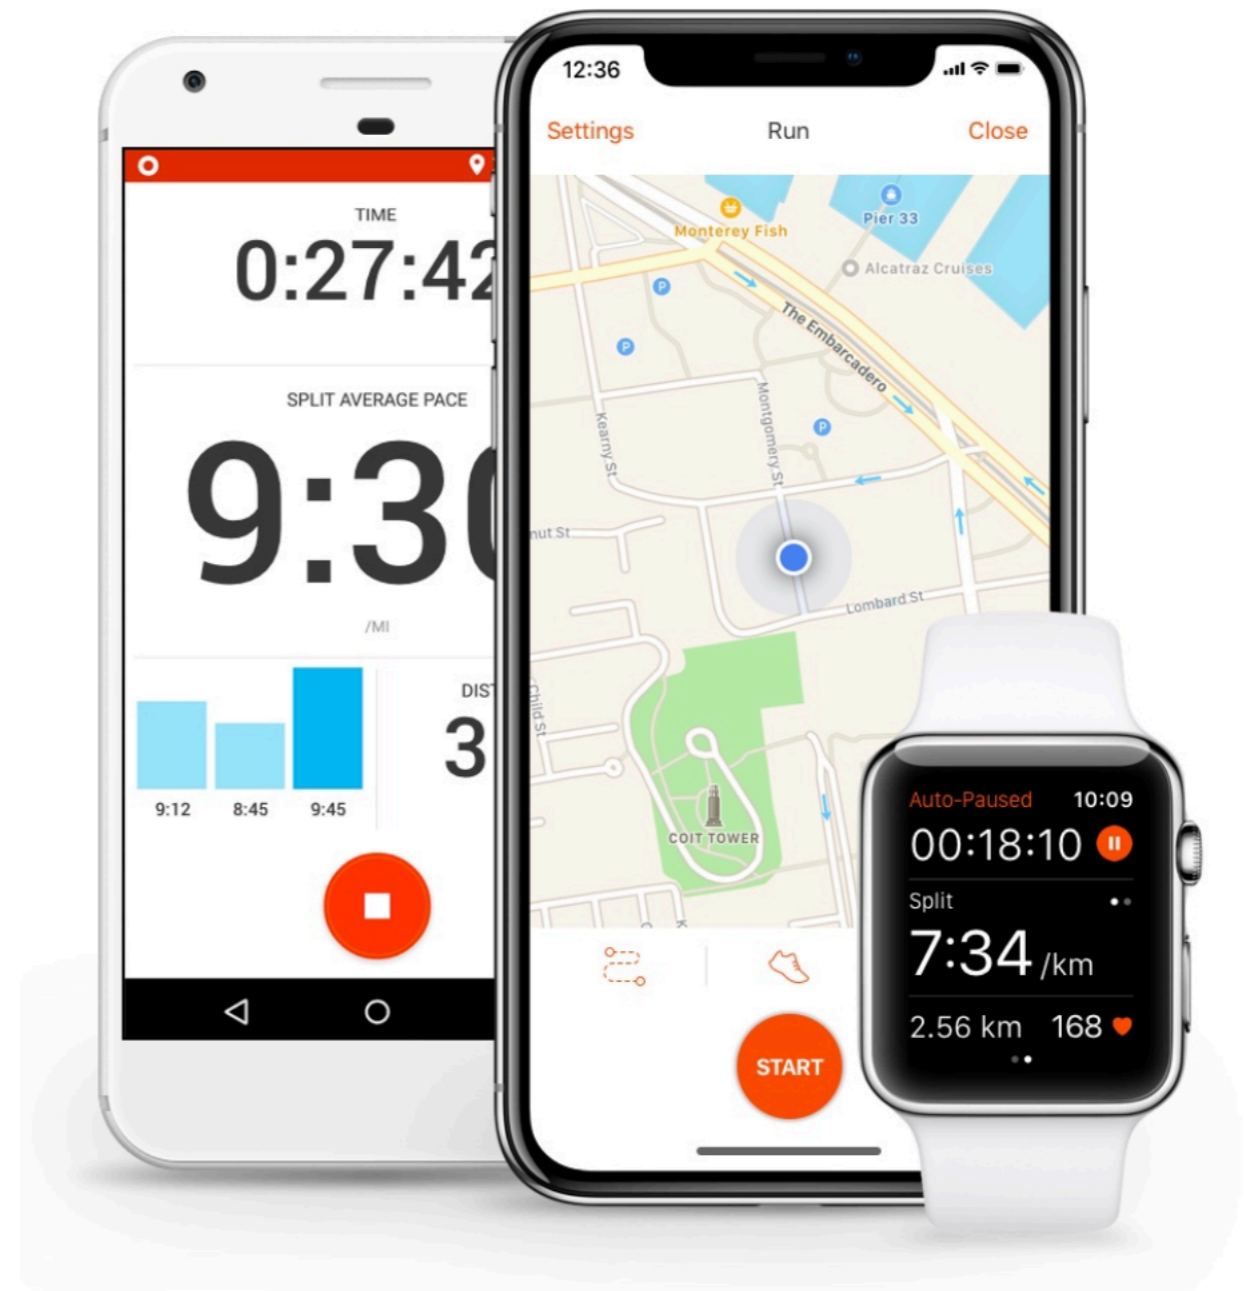 TIME
0:27:42
SPLIT AVERAGE PACE
9:30
/MI
9:12
8:45
9:45
DIST
3
12:36
Settings
Run
Close
Monterey Fish
Pier 33
Alcatraz Cruises
P
P
P
The Embarcadero
Kearny St
Montgomery St
nut St
Lombard St
Child St
COIT TOWER
K
START
Auto-Paused
10:09
00:18:10
Split
7:34 /km
2.56 km
168